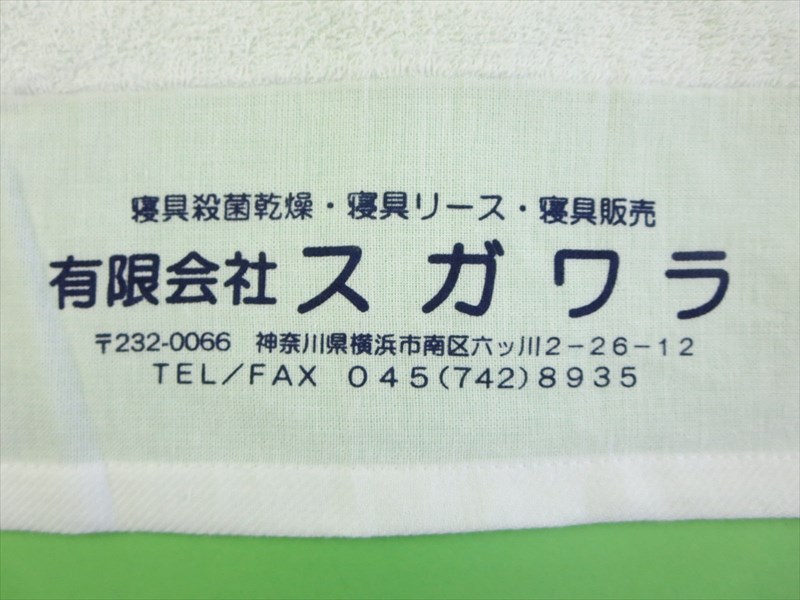 寝具殺菌乾燥・寝具リース・寝具販売
有限会社スガワラ
〒232-0066 神奈川県横浜市南区六ッ川2-26-12
TEL/FAX 045(742)8935